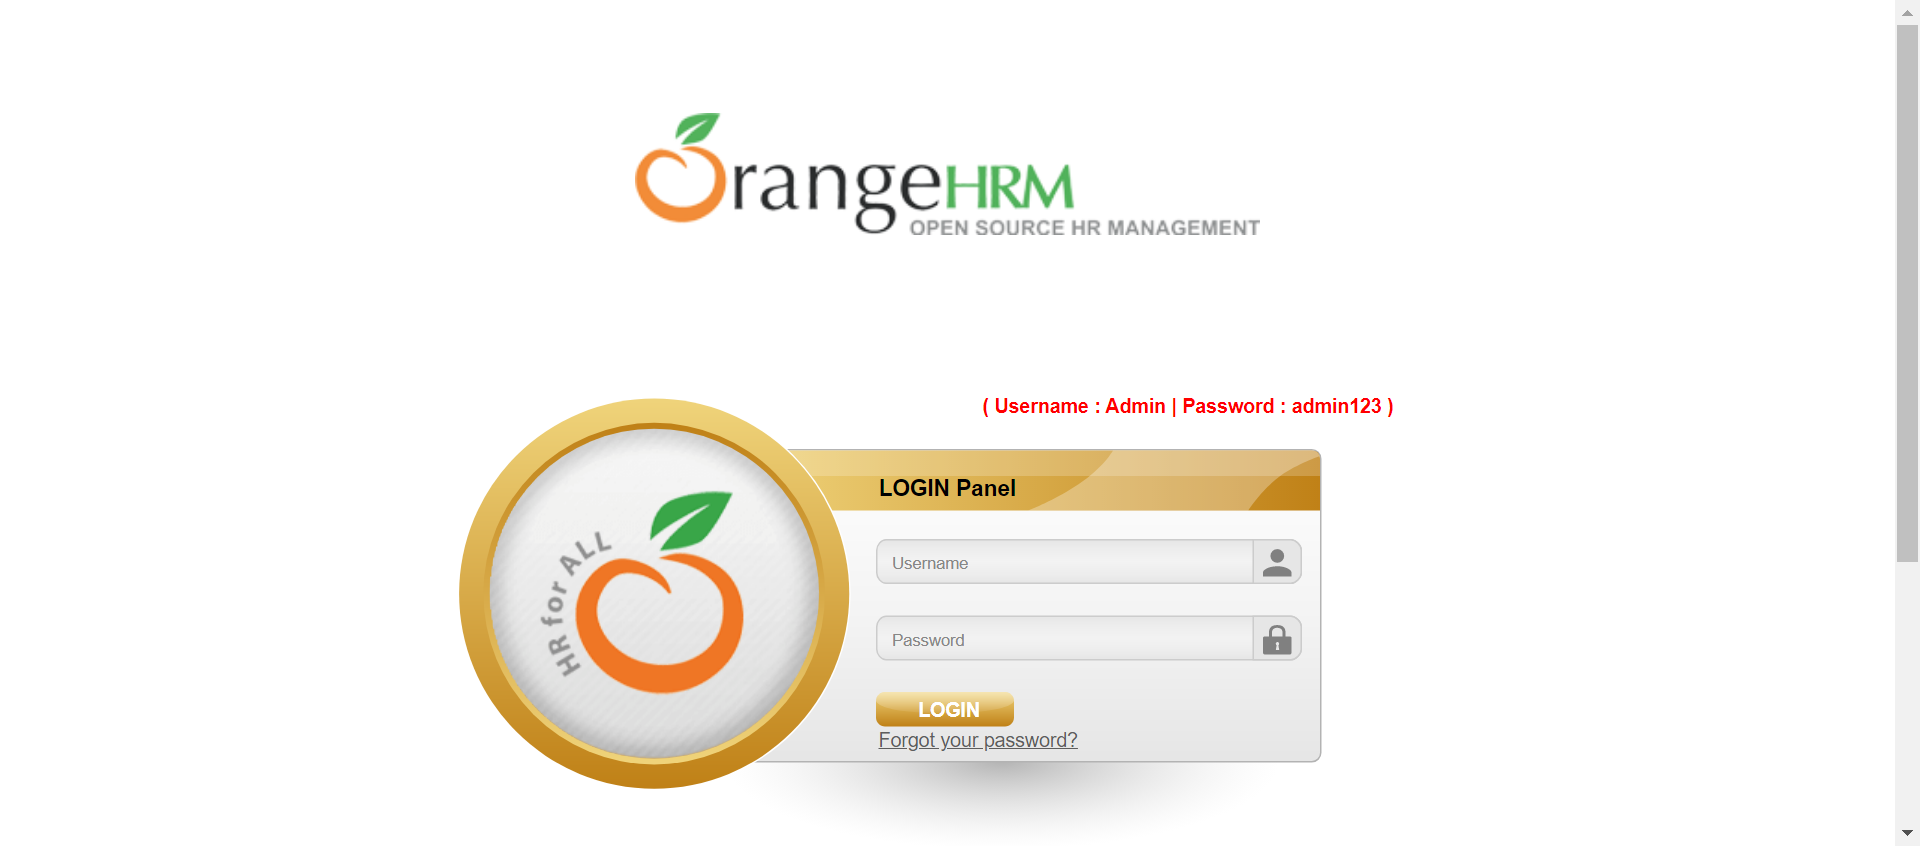 OrangeHRM
OPEN SOURCE HR MANAGEMENT
( Username : Admin | Password : admin123 )
HR for ALL
LOGIN Panel
Username
Password
LOGIN
Forgot your password?